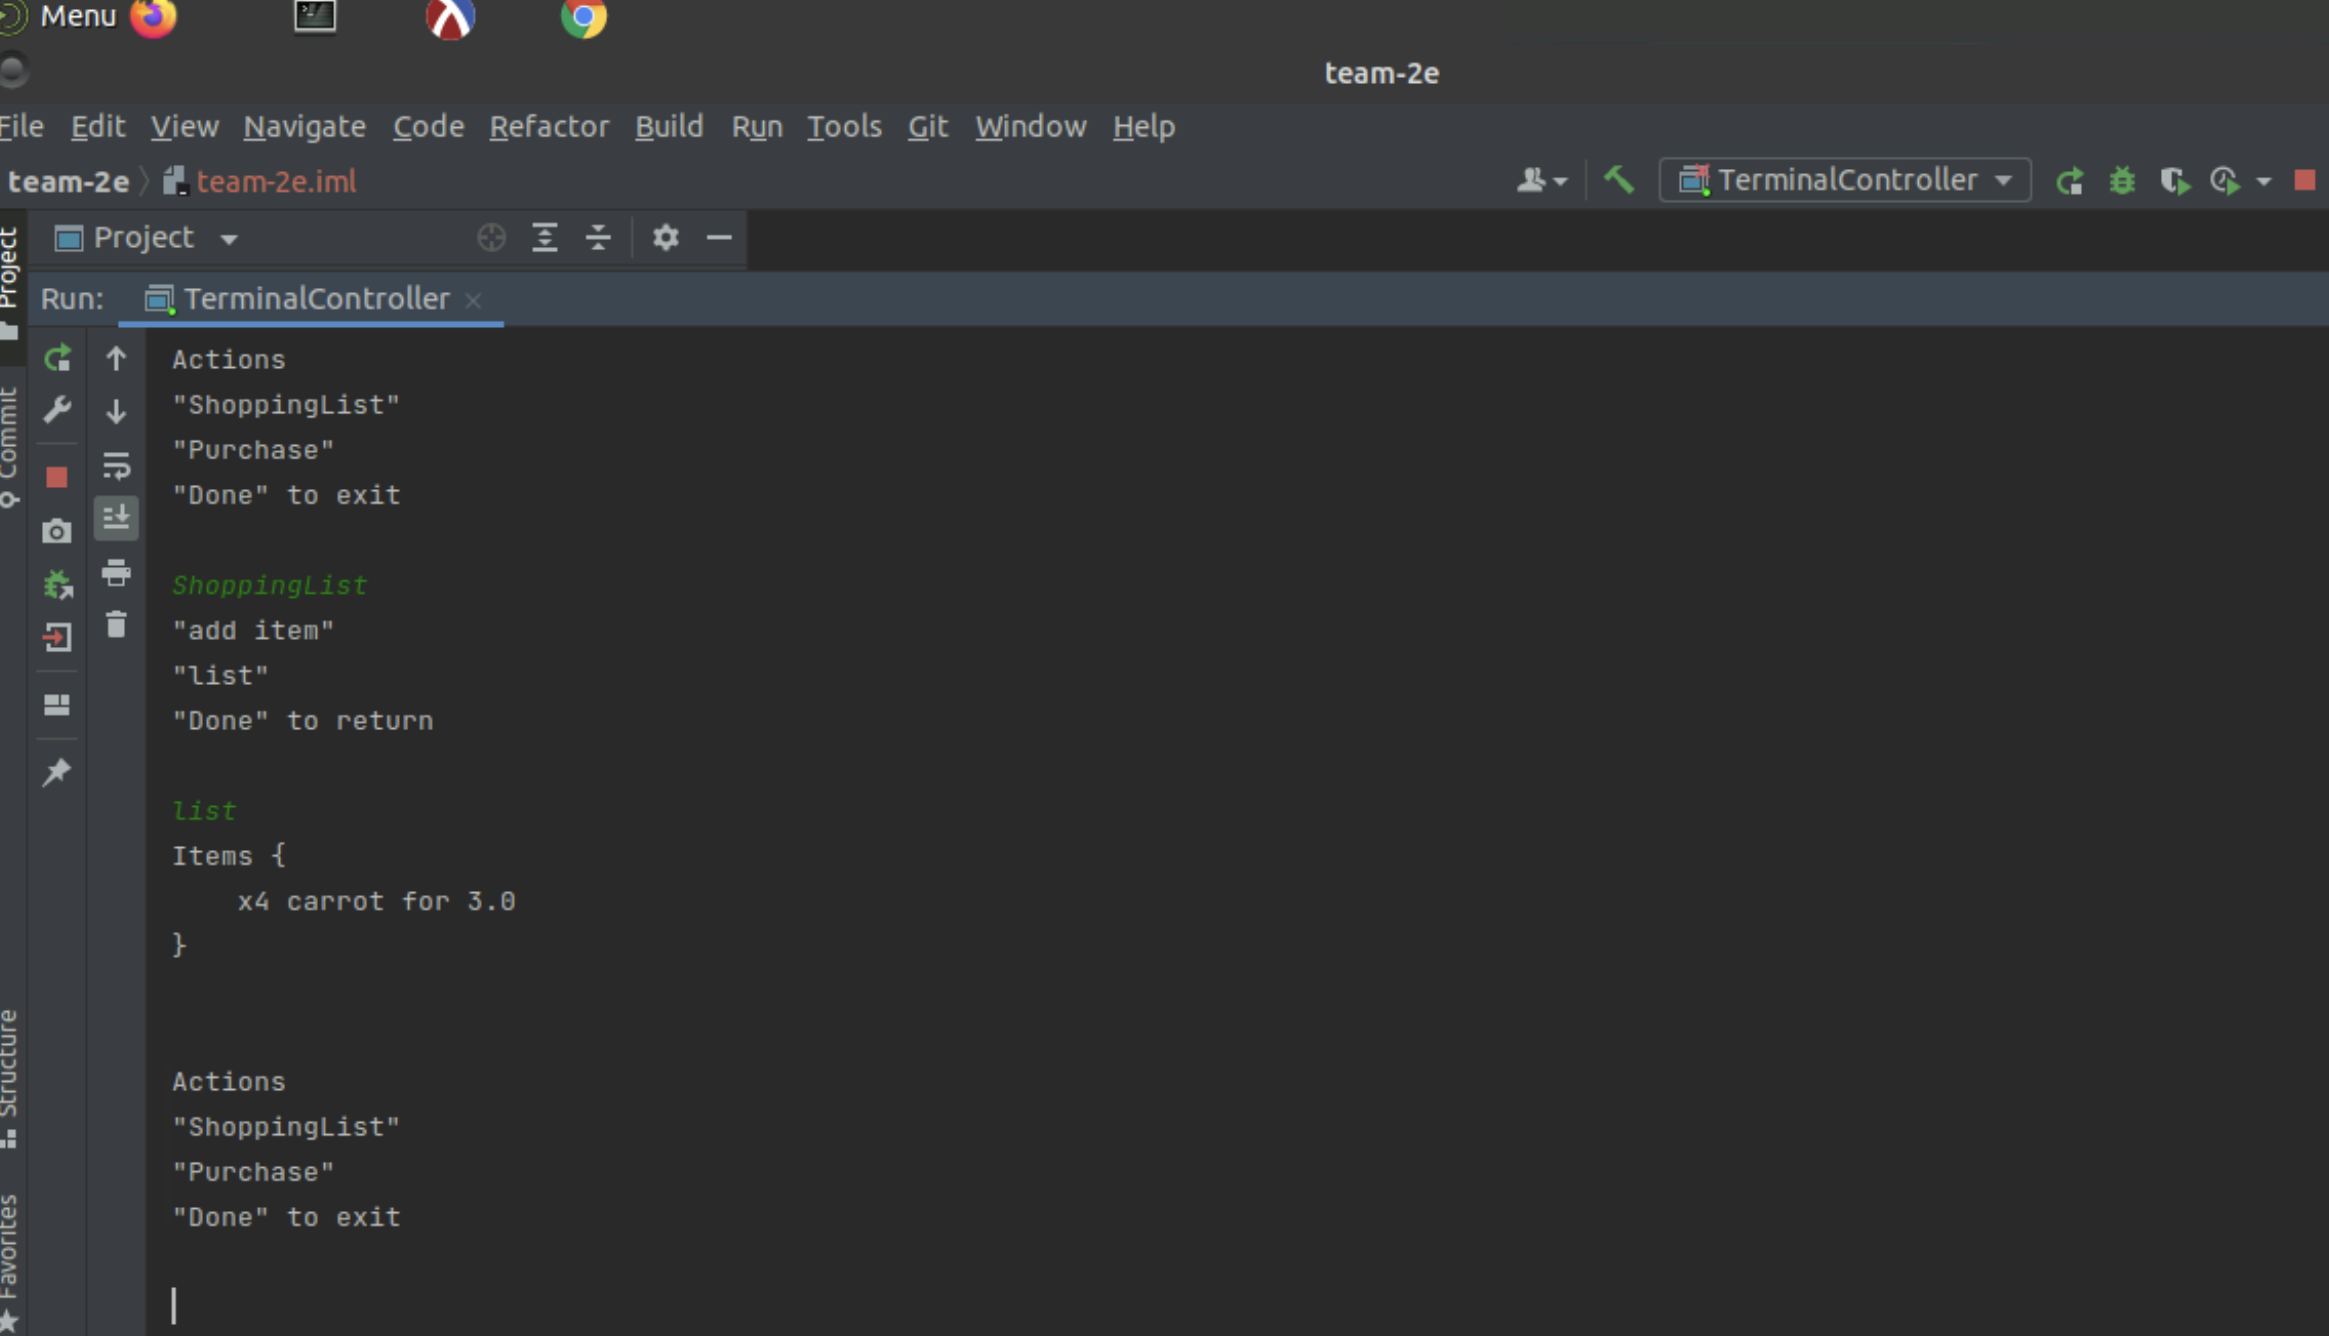 Menu
team-2e
File Edit View Navigate Code Refactor Build Run Tools Git Window Help
team-2e team-2e.iml TerminalController
Project
Project
Run: TerminalController
Commit
Structure
Favorites
Actions
"ShoppingList"
"Purchase"
"Done" to exit
ShoppingList
"add item"
"list"
"Done" to return
list
Items {
x4 carrot for 3.0
}
Actions
"ShoppingList"
"Purchase"
"Done" to exit